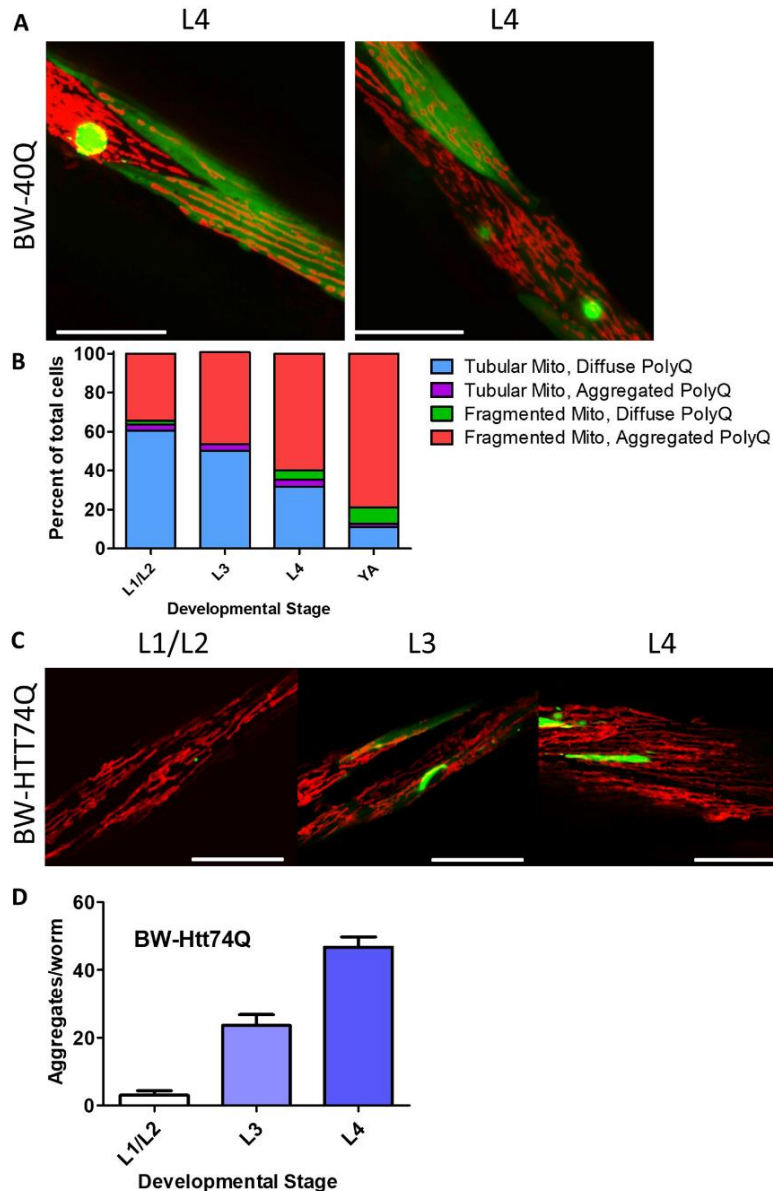 A
L4
L4
BW-40Q
B
100
80
60
40
20
0
Percent of total cells
L1/L2
L3
L4
YA
Developmental Stage
Tubular Mito, Diffuse PolyQ
Tubular Mito, Aggregated PolyQ
Fragmented Mito, Diffuse PolyQ
Fragmented Mito, Aggregated PolyQ
C
L1/L2
L3
L4
BW-HTT74Q
D
60
40
20
0
Aggregates/worm
BW-Htt74Q
L1/L2
L3
L4
Developmental Stage